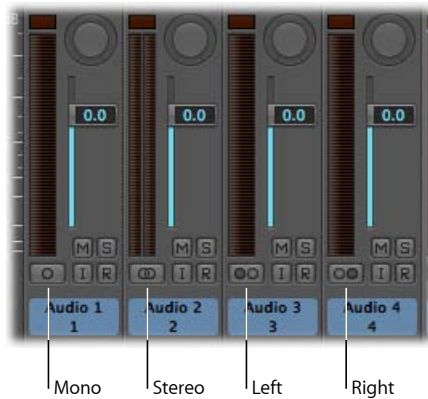 0.0 0.0 0.0 0.0
M S M S M S M S
I R I R I R I R
Audio 1 Audio 2 Audio 3 Audio 4
1 2 3 4
Mono Stereo Left Right